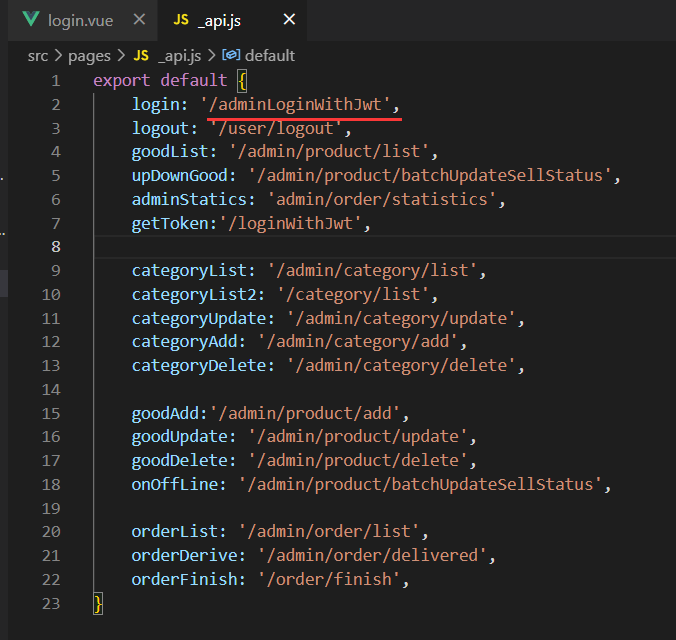 login.vue ✕ JS _api.js ✕
src > pages > JS _api.js > default
1 export default {
2 login: '/adminLoginWithJwt',
3 logout: '/user/logout',
4 goodList: '/admin/product/list',
5 upDownGood: '/admin/product/batchUpdateSellStatus',
6 adminStatics: 'admin/order/statistics',
7 getToken:'/loginWithJwt',
8
9 categoryList: '/admin/category/list',
10 categoryList2: '/category/list',
11 categoryUpdate: '/admin/category/update',
12 categoryAdd: '/admin/category/add',
13 categoryDelete: '/admin/category/delete',
14
15 goodAdd:'/admin/product/add',
16 goodUpdate: '/admin/product/update',
17 goodDelete: '/admin/product/delete',
18 onOffLine: '/admin/product/batchUpdateSellStatus',
19
20 orderList: '/admin/order/list',
21 orderDerive: '/admin/order/delivered',
22 orderFinish: '/order/finish',
23 }